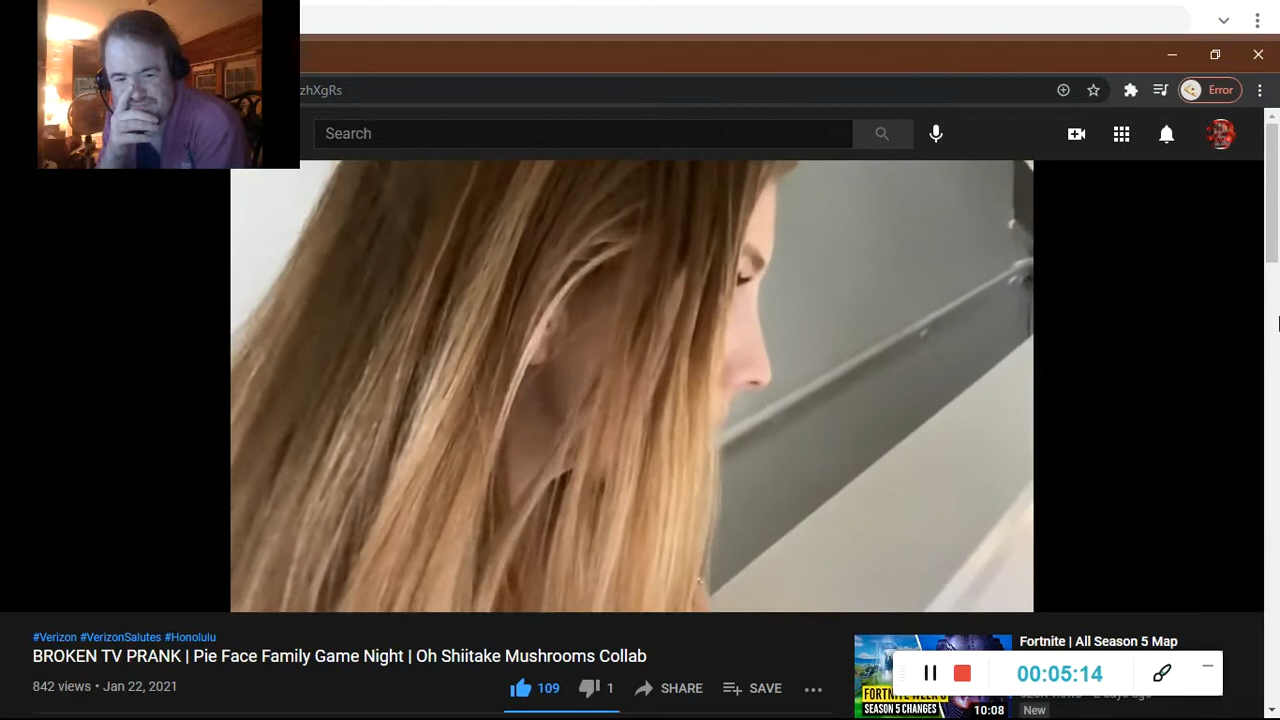 zhXgRs
Error
Search
#Verizon #VerizonSalutes #Honolulu
BROKEN TV PRANK | Pie Face Family Game Night | Oh Shiitake Mushrooms Collab
842 views • Jan 22, 2021
109
1
SHARE
SAVE
Fortnite | All Season 5 Map
00:05:14
New
SEASON 5 CHANGES
10:08